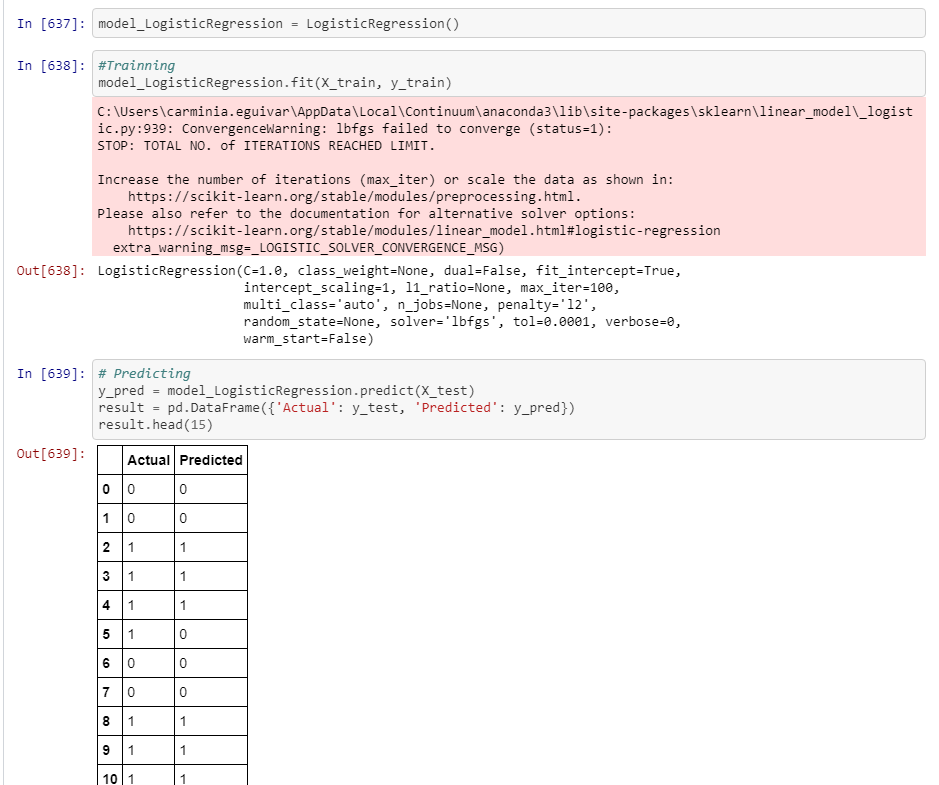 In [637]: model_LogisticRegression = LogisticRegression()
In [638]: #Trainning
model_LogisticRegression.fit(X_train, y_train)
C:\Users\carminia.eguivar\AppData\Local\Continuum\anaconda3\lib\site-packages\sklearn\linear_model\_logist
ic.py:939: ConvergenceWarning: lbfgs failed to converge (status=1):
STOP: TOTAL NO. of ITERATIONS REACHED LIMIT.
Increase the number of iterations (max_iter) or scale the data as shown in:
https://scikit-learn.org/stable/modules/preprocessing.html.
Please also refer to the documentation for alternative solver options:
https://scikit-learn.org/stable/modules/linear_model.html#logistic-regression
extra_warning_msg=_LOGISTIC_SOLVER_CONVERGENCE_MSG)
Out[638]: LogisticRegression(C=1.0, class_weight=None, dual=False, fit_intercept=True,
intercept_scaling=1, l1_ratio=None, max_iter=100,
multi_class='auto', n_jobs=None, penalty='l2',
random_state=None, solver='lbfgs', tol=0.0001, verbose=0,
warm_start=False)
In [639]: # Predicting
y_pred = model_LogisticRegression.predict(X_test)
result = pd.DataFrame({'Actual': y_test, 'Predicted': y_pred})
result.head(15)
Out[639]:
Actual Predicted
0 0 0
1 0 0
2 1 1
3 1 1
4 1 1
5 1 0
6 0 0
7 0 0
8 1 1
9 1 1
10 1 1